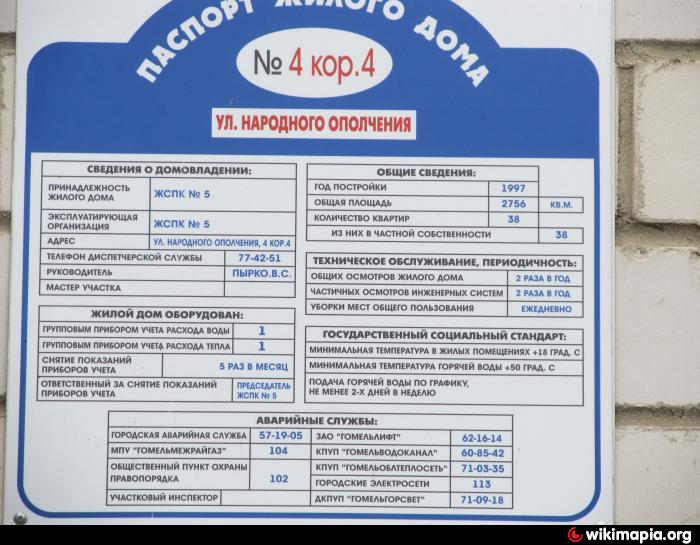 ПАСПОРТ ЖИЛОГО ДОМА
№ 4 кор.4
УЛ. НАРОДНОГО ОПОЛЧЕНИЯ
СВЕДЕНИЯ О ДОМОВЛАДЕНИИ:
ПРИНАДЛЕЖНОСТЬ
ЖИЛОГО ДОМА
ЖСПК № 5
ЭКСПЛУАТИРУЮЩАЯ
ОРГАНИЗАЦИЯ
ЖСПК № 5
АДРЕС УЛ. НАРОДНОГО ОПОЛЧЕНИЯ, 4 КОР.4
ТЕЛЕФОН ДИСПЕТЧЕРСКОЙ СЛУЖБЫ 77-42-51
РУКОВОДИТЕЛЬ ПЫРКО.В.С.
МАСТЕР УЧАСТКА
ЖИЛОЙ ДОМ ОБОРУДОВАН:
ГРУППОВЫМ ПРИБОРОМ УЧЕТА РАСХОДА ВОДЫ 1
ГРУППОВЫМ ПРИБОРОМ УЧЕТА РАСХОДА ТЕПЛА 1
СНЯТИЕ ПОКАЗАНИЙ
ПРИБОРОВ УЧЕТА
5 РАЗ В МЕСЯЦ
ОТВЕТСТВЕННЫЙ ЗА СНЯТИЕ ПОКАЗАНИЙ
ПРИБОРОВ УЧЕТА
ПРЕДСЕДАТЕЛЬ
ЖСПК № 5
ОБЩИЕ СВЕДЕНИЯ:
ГОД ПОСТРОЙКИ 1997
ОБЩАЯ ПЛОЩАДЬ 2756 КВ.М.
КОЛИЧЕСТВО КВАРТИР 38
ИЗ НИХ В ЧАСТНОЙ СОБСТВЕННОСТИ 38
ТЕХНИЧЕСКОЕ ОБСЛУЖИВАНИЕ, ПЕРИОДИЧНОСТЬ:
ОБЩИХ ОСМОТРОВ ЖИЛОГО ДОМА 2 РАЗА В ГОД
ЧАСТИЧНЫХ ОСМОТРОВ ИНЖЕНЕРНЫХ СИСТЕМ 2 РАЗА В ГОД
УБОРКИ МЕСТ ОБЩЕГО ПОЛЬЗОВАНИЯ ЕЖЕДНЕВНО
ГОСУДАРСТВЕННЫЙ СОЦИАЛЬНЫЙ СТАНДАРТ:
МИНИМАЛЬНАЯ ТЕМПЕРАТУРА В ЖИЛЫХ ПОМЕЩЕНИЯХ +18 ГРАД. С
МИНИМАЛЬНАЯ ТЕМПЕРАТУРА ГОРЯЧЕЙ ВОДЫ +50 ГРАД. С
ПОДАЧА ГОРЯЧЕЙ ВОДЫ ПО ГРАФИКУ,
НЕ МЕНЕЕ 2-Х ДНЕЙ В НЕДЕЛЮ
АВАРИЙНЫЕ СЛУЖБЫ:
ГОРОДСКАЯ АВАРИЙНАЯ СЛУЖБА 57-19-05
МПУ "ГОМЕЛЬМЕЖРАЙГАЗ" 104
ОБЩЕСТВЕННЫЙ ПУНКТ ОХРАНЫ
ПРАВОПОРЯДКА
102
УЧАСТКОВЫЙ ИНСПЕКТОР
ЗАО "ГОМЕЛЬЛИФТ" 62-16-14
КПУП "ГОМЕЛЬВОДОКАНАЛ" 60-85-42
КПУП "ГОМЕЛЬОБЛТЕПЛОСЕТЬ" 71-03-35
ГОРОДСКИЕ ЭЛЕКТРОСЕТИ 113
ДКПУП "ГОМЕЛЬГОРСВЕТ" 71-09-18
wikimapia.org